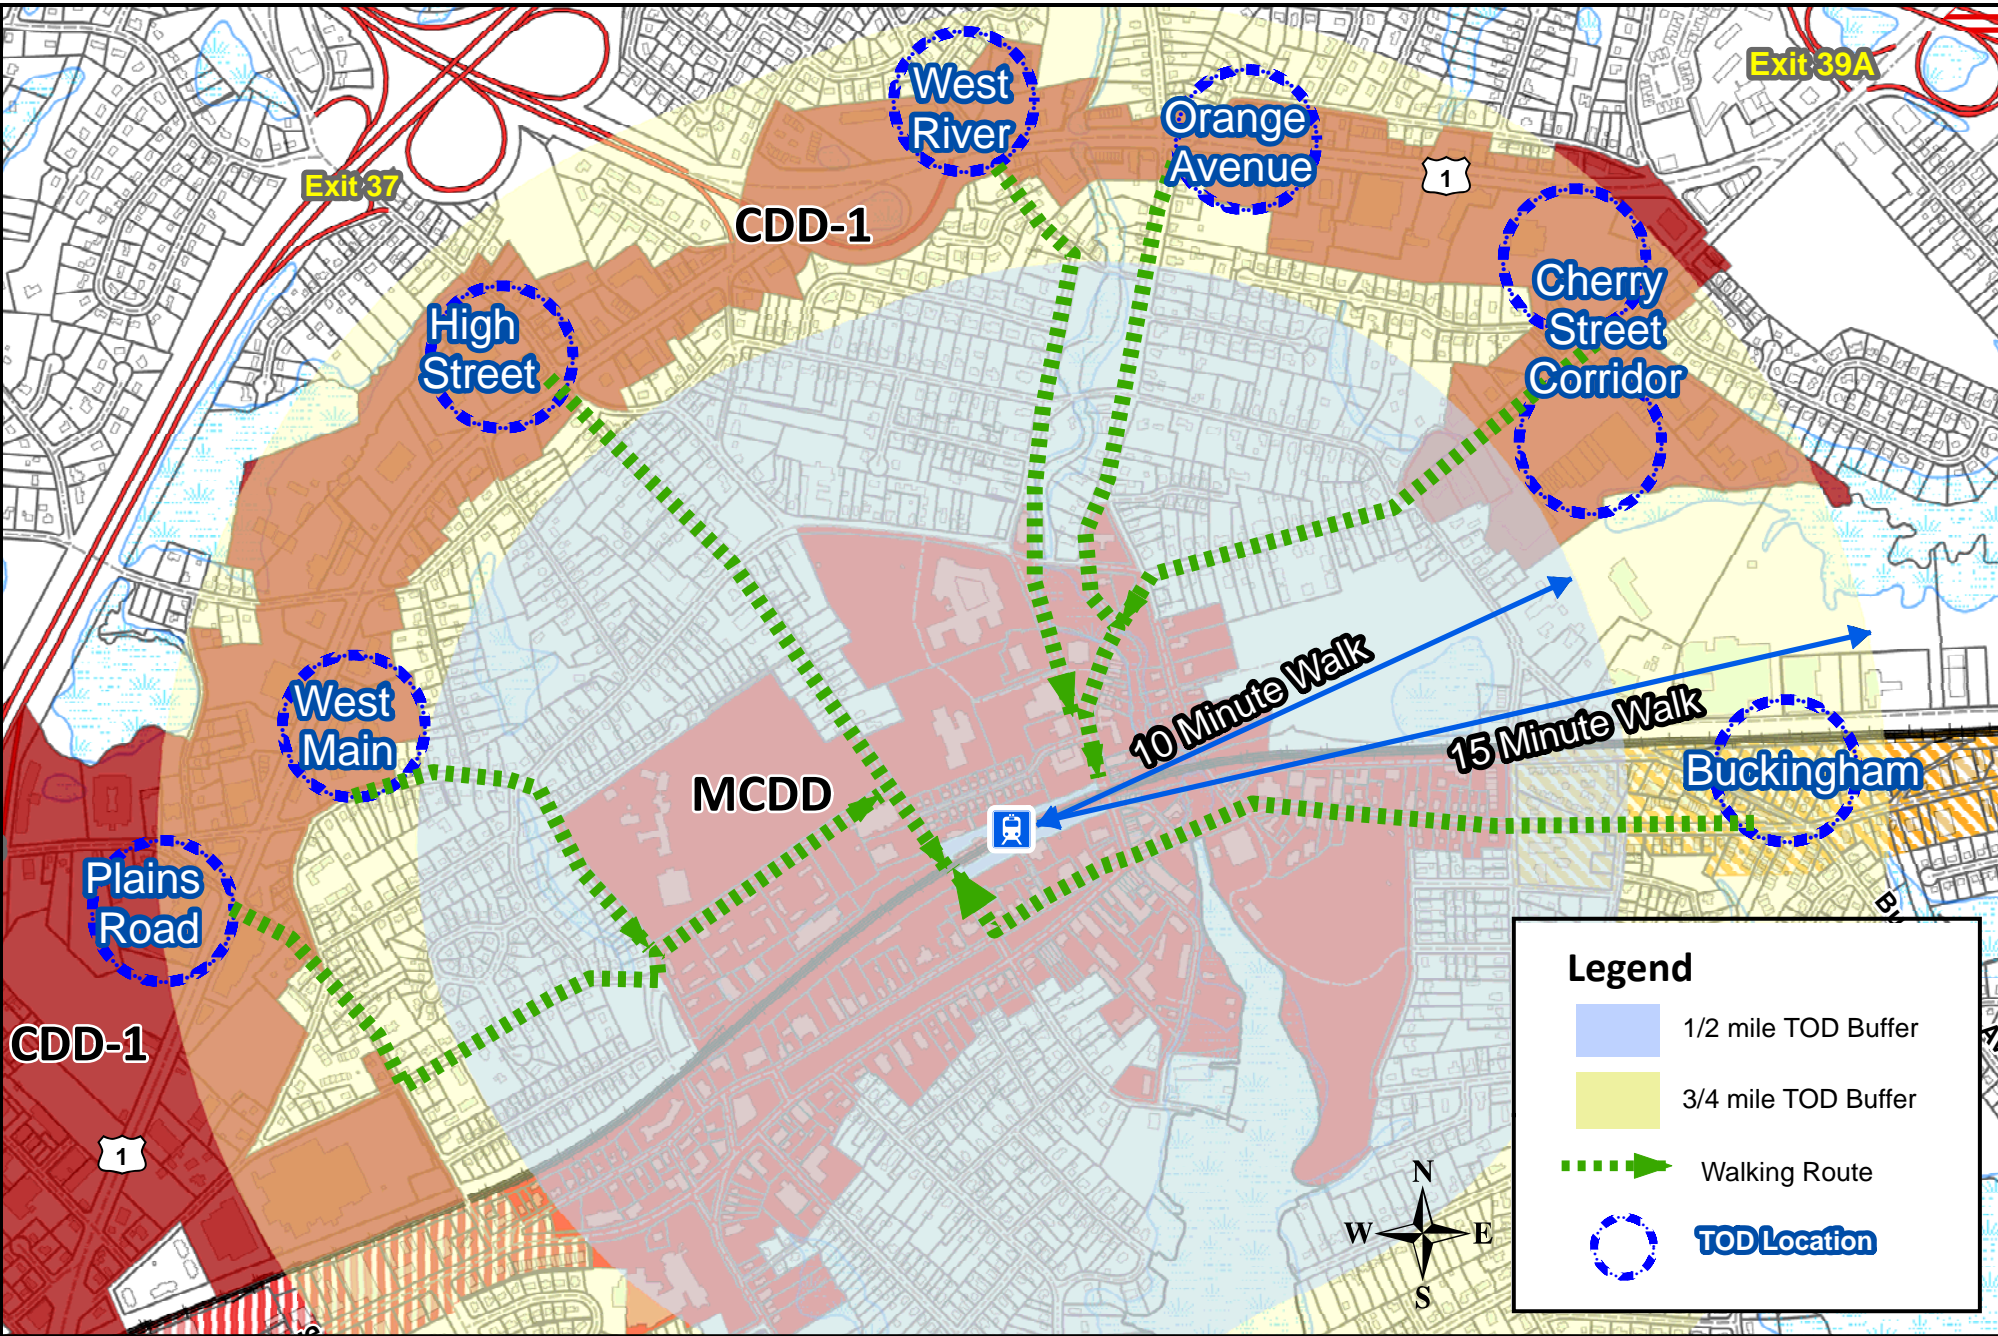 West
River
Orange
Avenue
Exit 39A
1
Exit 37
CDD-1
Cherry
Street
Corridor
High
Street
West
Main
MCDD
10 Minute Walk
15 Minute Walk
Buckingham
Plains
Road
CDD-1
1
Legend
1/2 mile TOD Buffer
3/4 mile TOD Buffer
Walking Route
TOD Location
N
W
E
S